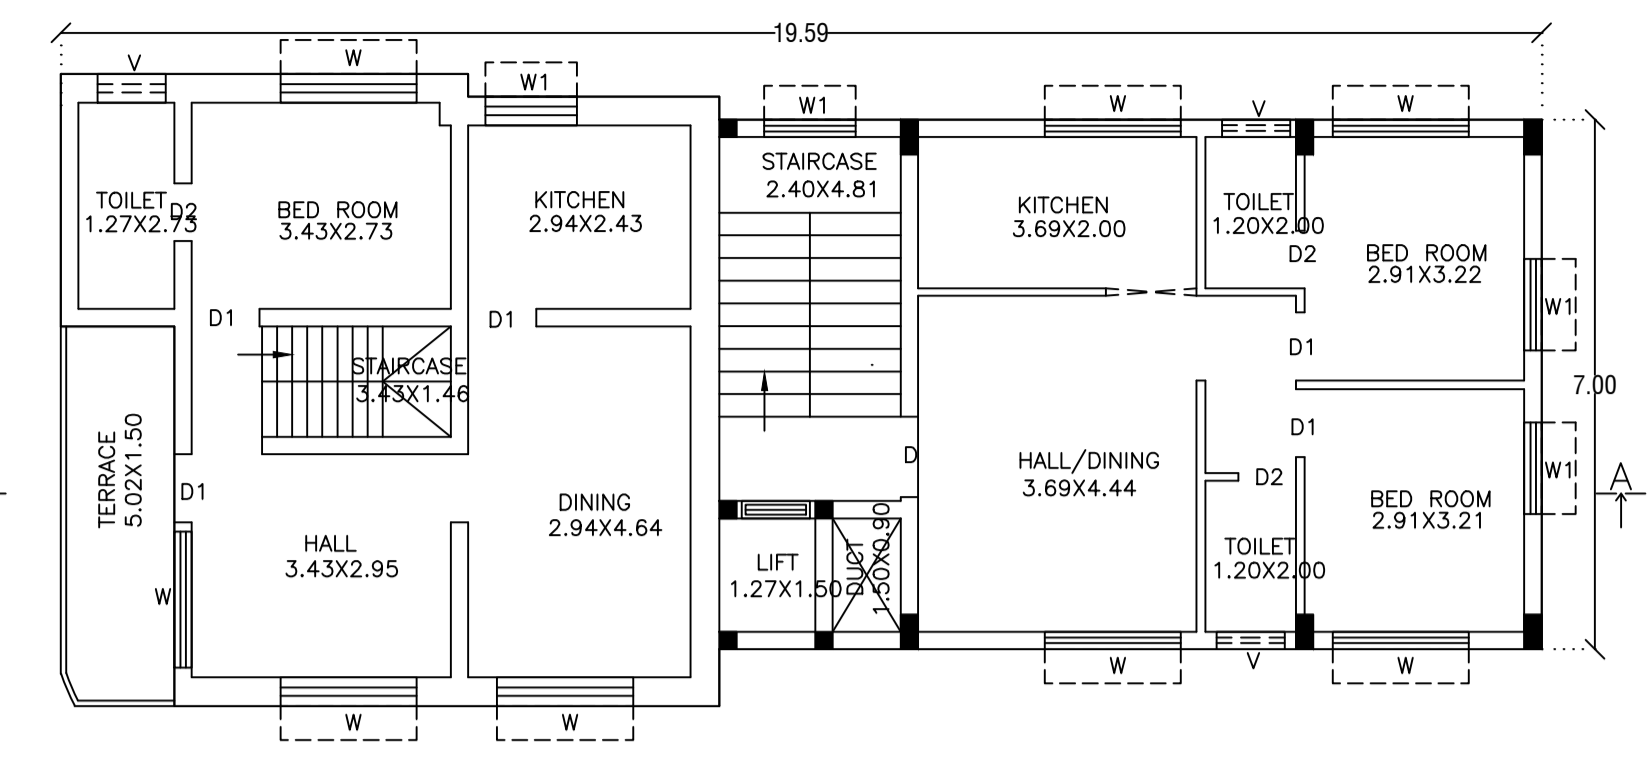 19.59
V
W
W1
W1
W
V
W
STAIRCASE
2.40X4.81
TOILET
1.27X2.73
D2
BED ROOM
3.43X2.73
KITCHEN
2.94X2.43
KITCHEN
3.69X2.00
TOILET
1.20X2.00
D2
BED ROOM
2.91X3.22
W1
D1
D1
D1
STAIRCASE
3.43X1.46
7.00
TERRACE
5.02X1.50
D1
D
D1
HALL/DINING
3.69X4.44
D2
W1
A
BED ROOM
2.91X3.21
DINING
2.94X4.64
HALL
3.43X2.95
LIFT
1.27X1.50
DUCT
1.50X0.90
TOILET
1.20X2.00
W
W
W
W
V
W